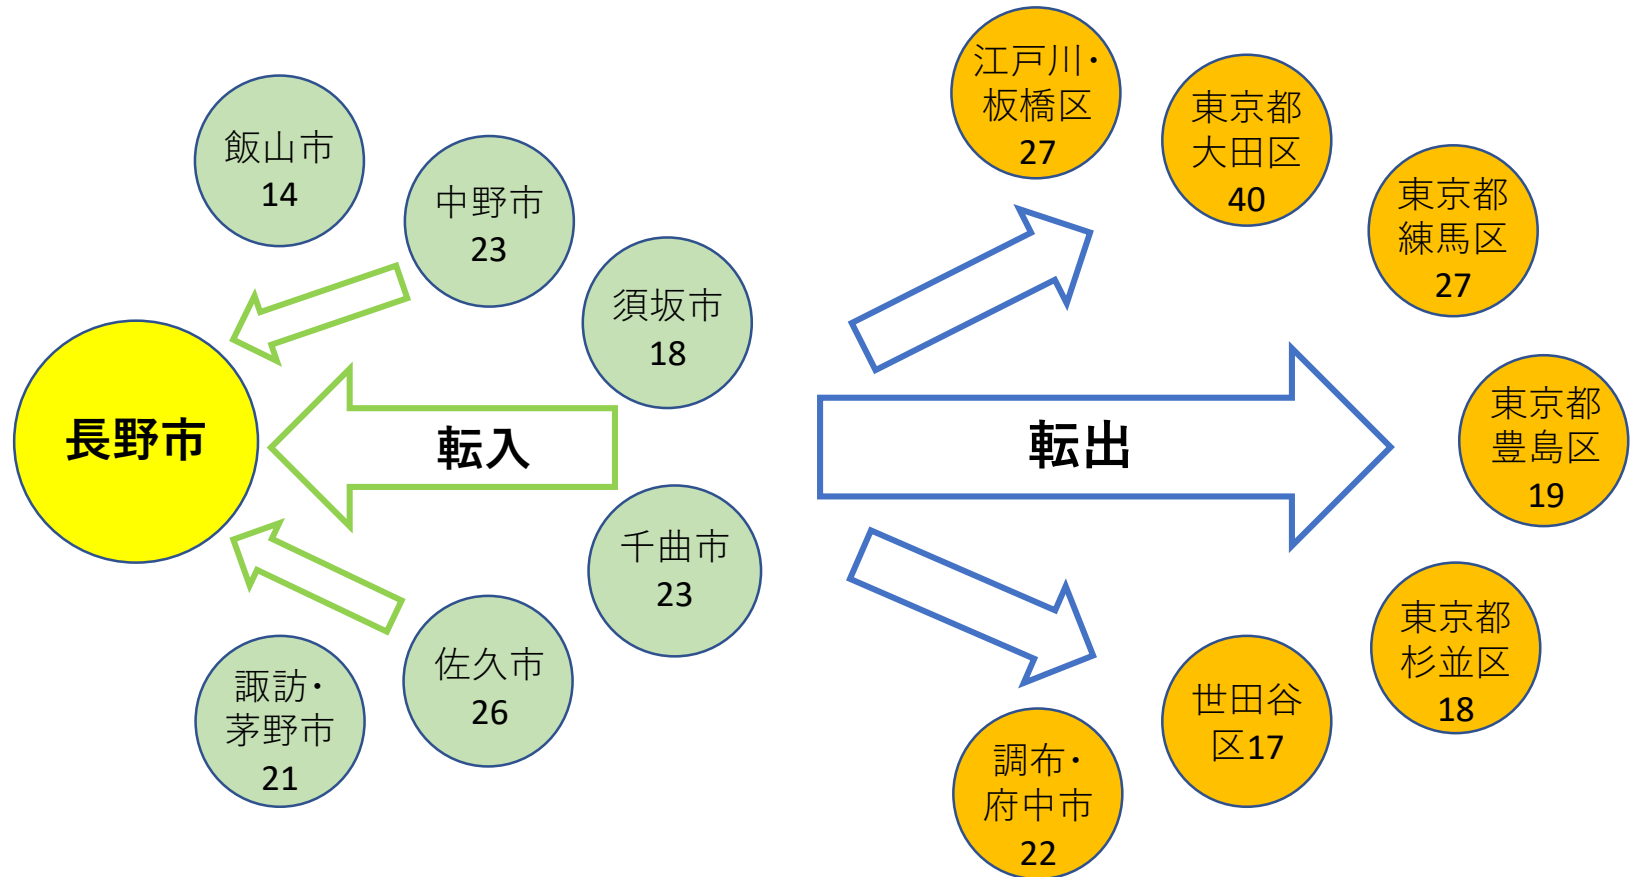 長野市
転入
飯山市
14
中野市
23
須坂市
18
千曲市
23
佐久市
26
諏訪・
茅野市
21
転出
江戸川・
板橋区
27
東京都
大田区
40
東京都
練馬区
27
東京都
豊島区
19
東京都
杉並区
18
世田谷
区17
調布・
府中市
22